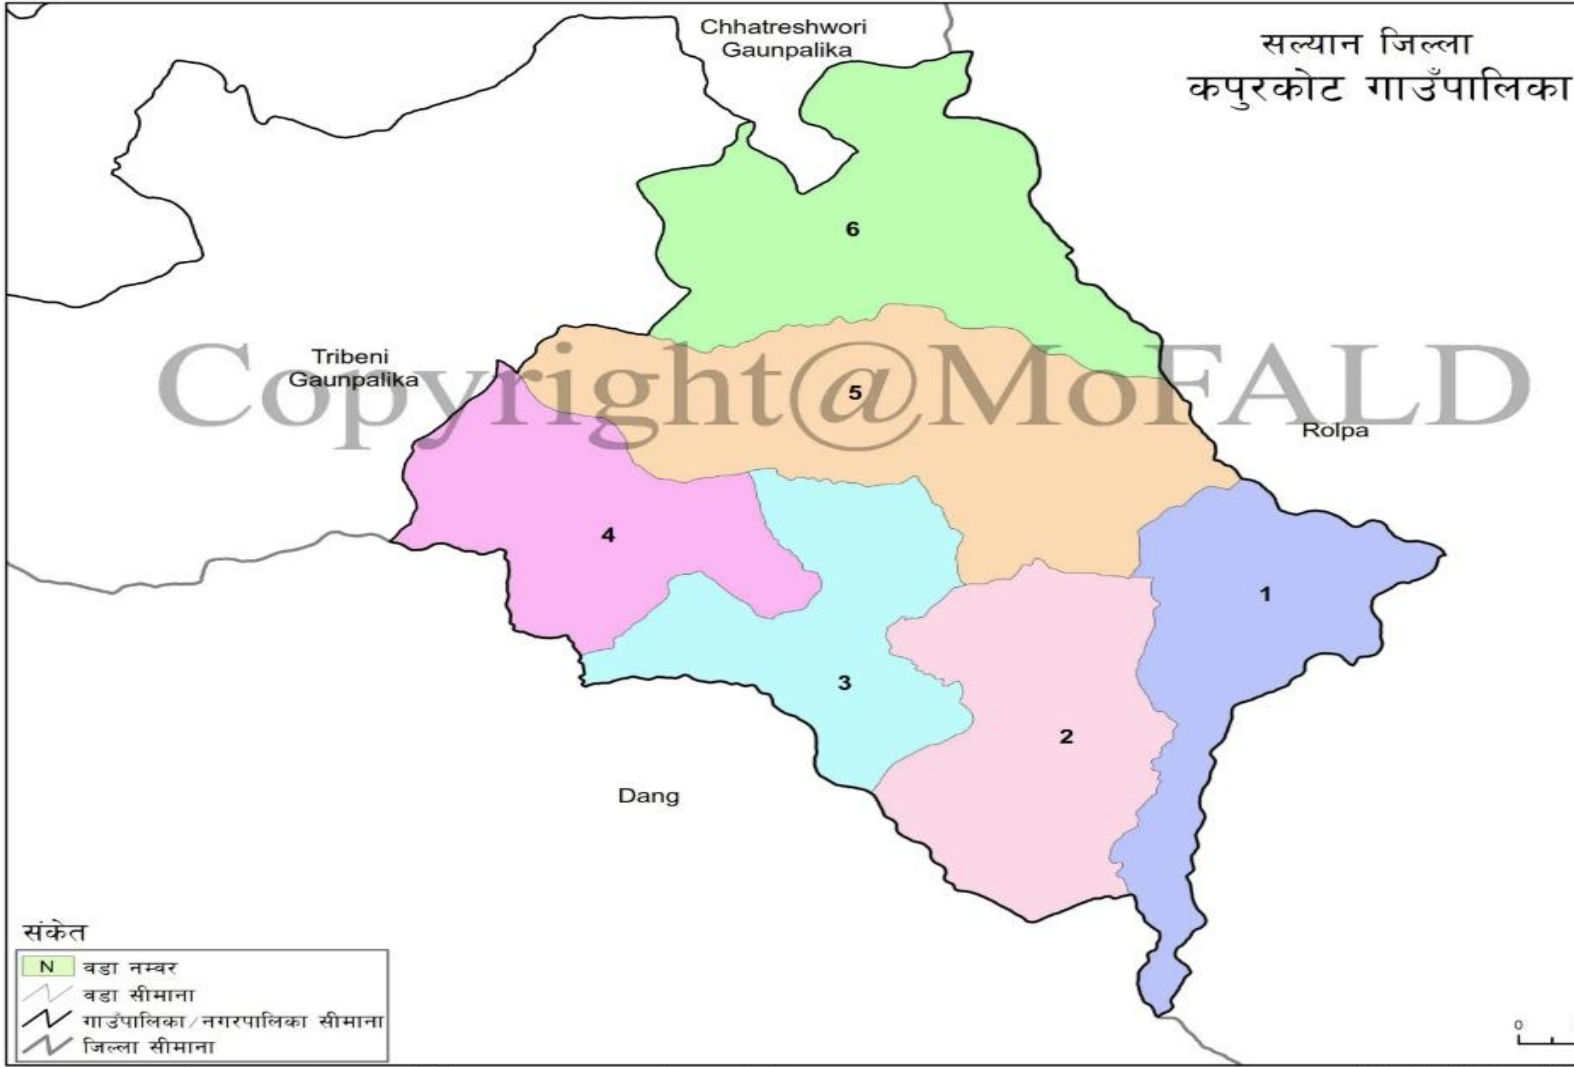 Chhatreshwori
Gaunpalika
सल्यान जिल्ला
कपुरकोट गाउँपालिका
6
Tribeni
Gaunpalika
Copyright@MoFALD
5
Rolpa
4
1
3
2
Dang
संकेत
N वडा नम्वर
वडा सीमाना
गाउँपालिका/नगरपालिका सीमाना
जिल्ला सीमाना
0